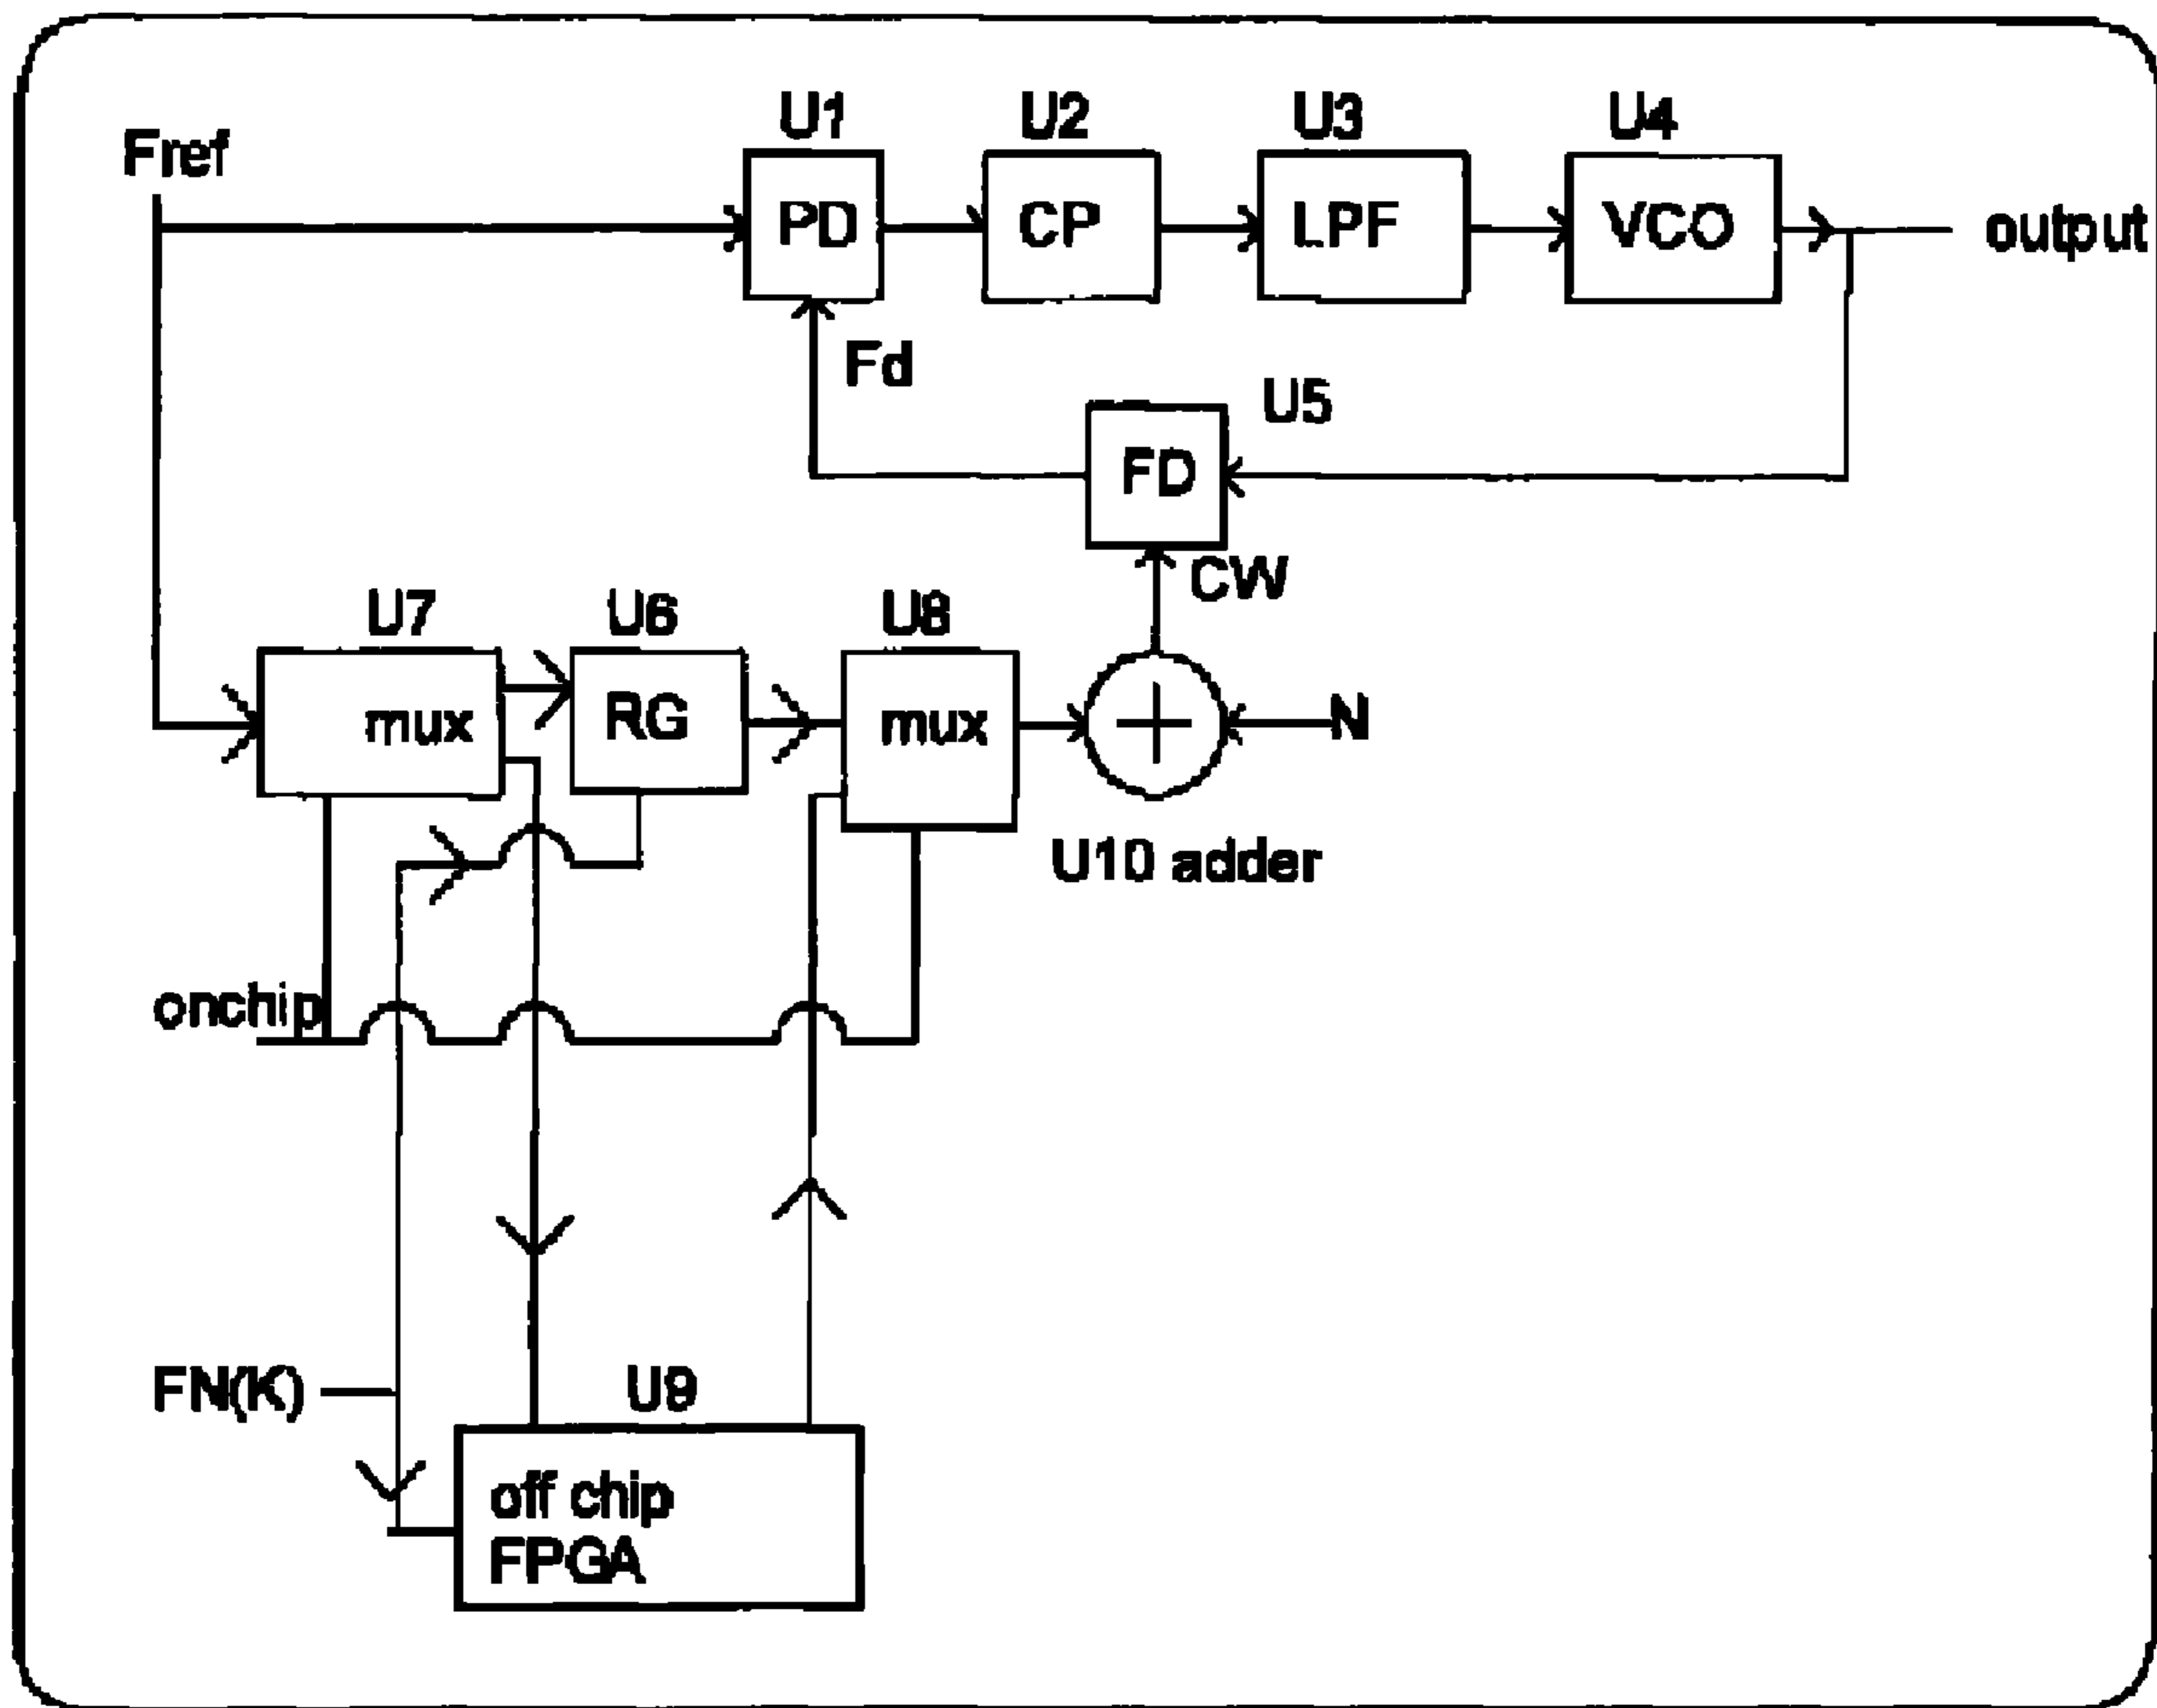 U1
U2
U3
U4
Fref
PD
CP
LPF
VCO
output
Fd
U5
FD
CW
U7
U6
U8
mux
RG
mux
N
U10 adder
onchip
FN(K)
U9
off chip
FPGA